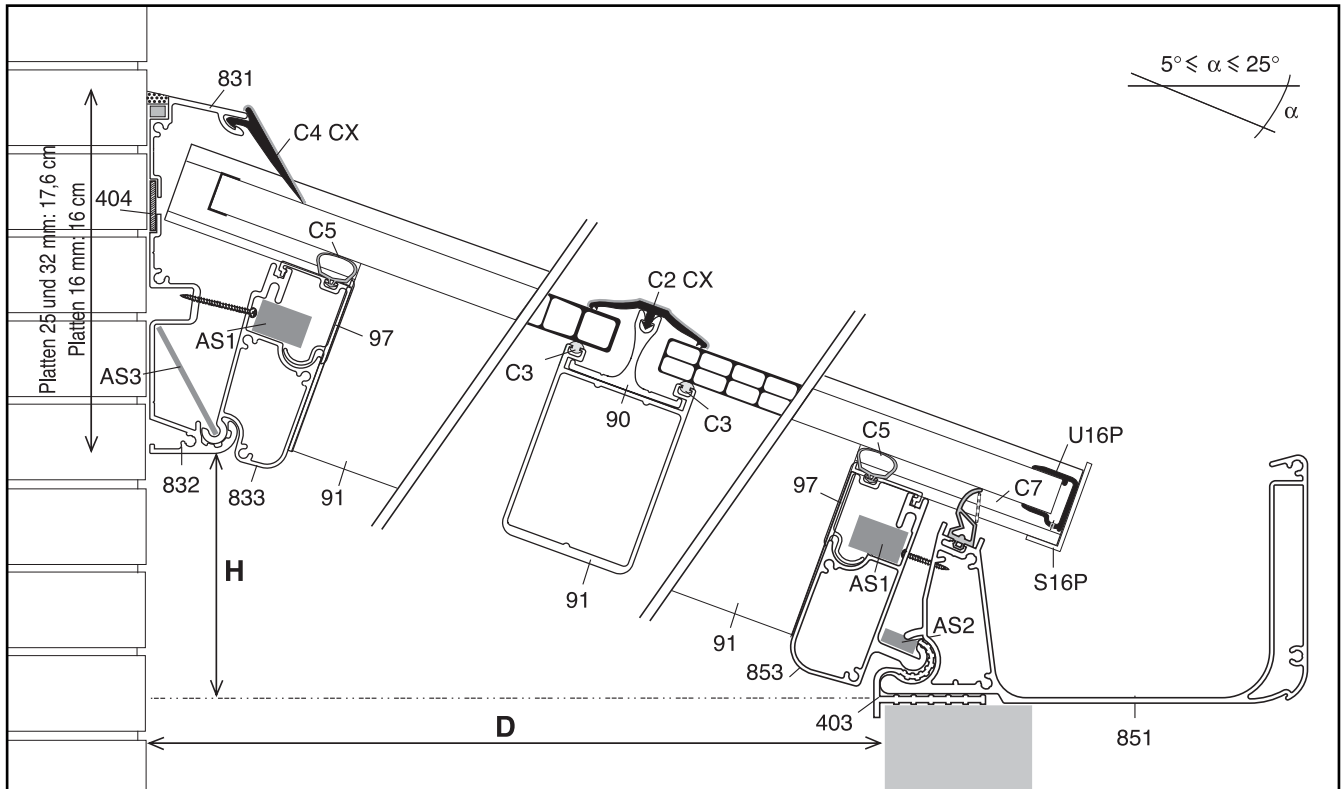 831
5° ⩽ α ⩽ 25°
α
C4 CX
Platten 25 und 32 mm: 17,6 cm
Platten 16 mm: 16 cm
404
C5
C2 CX
AS1
97
AS3
C3
90
C3
C5
U16P
832
833
91
97
C7
H
AS1
S16P
91
91
AS2
853
403
D
851